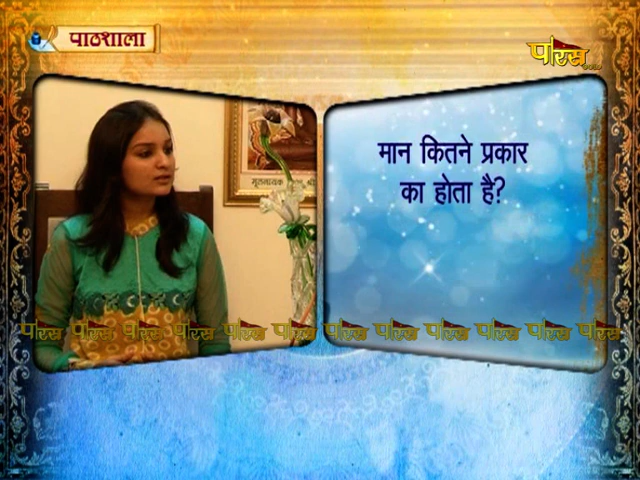 पाठशाला
पारस
मान कितने प्रकार
का होता है?
पारस पारस पारस पारस पारस पारस पारस पारस पारस पारस पारस पारस